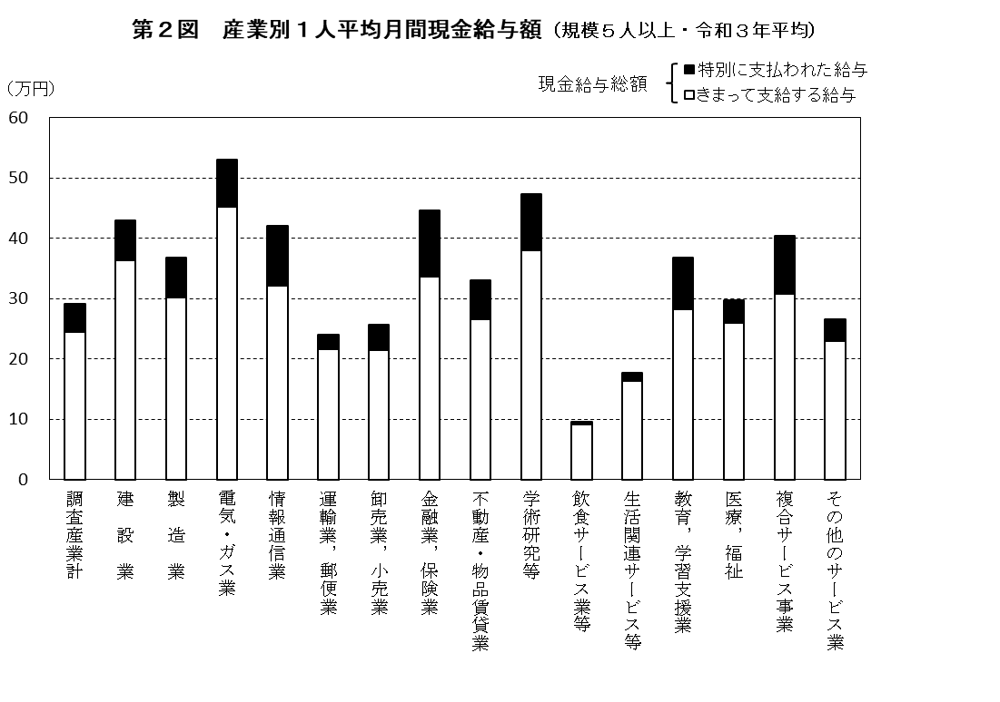 第２図　産業別１人平均月間現金給与額（規模５人以上・令和３年平均）
現金給与総額
■特別に支払われた給与
□きまって支給する給与
（万円）
60
50
40
30
20
10
0
調査産業計
建設業
製造業
電気・ガス業
情報通信業
運輸業，郵便業
卸売業，小売業
金融業，保険業
不動産・物品賃貸業
学術研究等
飲食サービス業等
生活関連サービス等
教育，学習支援業
医療，福祉
複合サービス事業
その他のサービス業